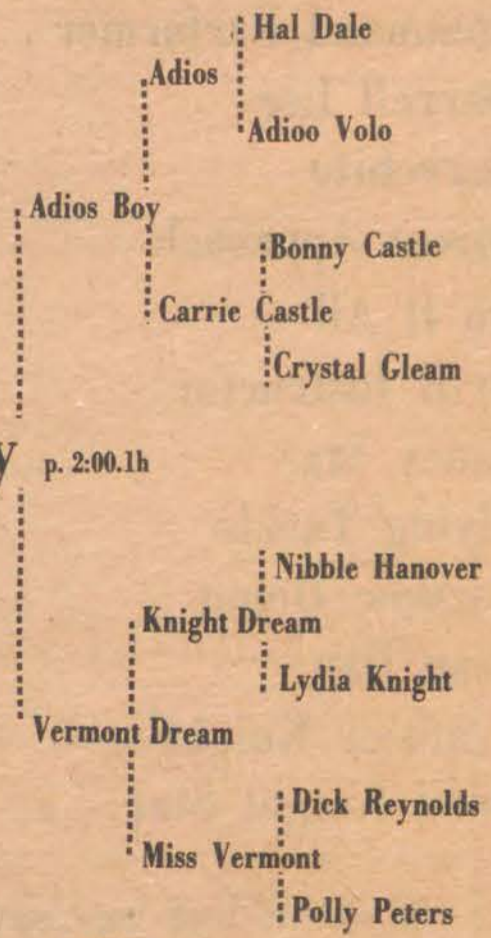 Hal Dale
Adios
Adioo Volo
Adios Boy
Bonny Castle
Carrie Castle
Crystal Gleam
y p. 2:00.1h
Nibble Hanover
Knight Dream
Lydia Knight
Vermont Dream
Dick Reynolds
Miss Vermont
Polly Peters